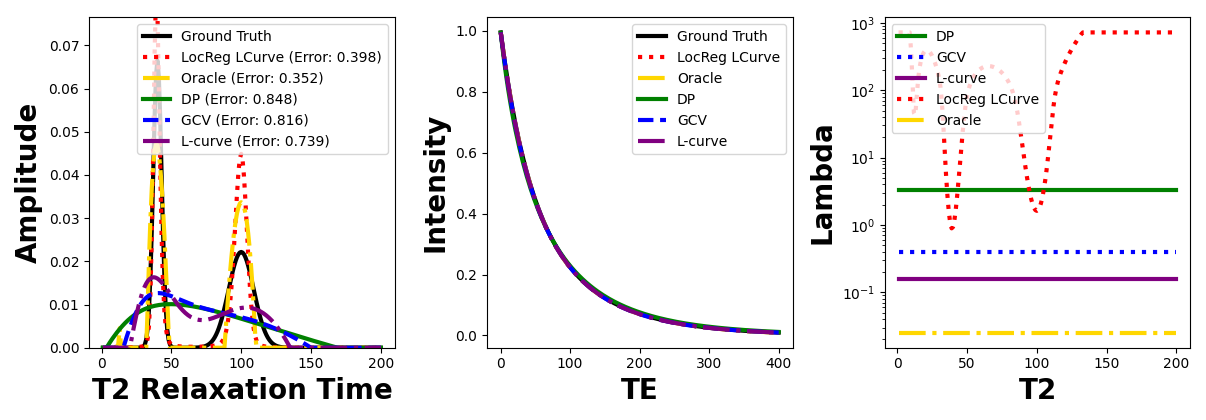 Amplitude
0.07
0.06
0.05
0.04
0.03
0.02
0.01
0.00
0 50 100 150 200
T2 Relaxation Time
Ground Truth
LocReg LCurve (Error: 0.398)
Oracle (Error: 0.352)
DP (Error: 0.848)
GCV (Error: 0.816)
L-curve (Error: 0.739)
Intensity
1.0
0.8
0.6
0.4
0.2
0.0
0 100 200 300 400
TE
Ground Truth
LocReg LCurve
Oracle
DP
GCV
L-curve
Lambda
10³
10²
10¹
10⁰
10⁻¹
0 50 100 150 200
T2
DP
GCV
L-curve
LocReg LCurve
Oracle